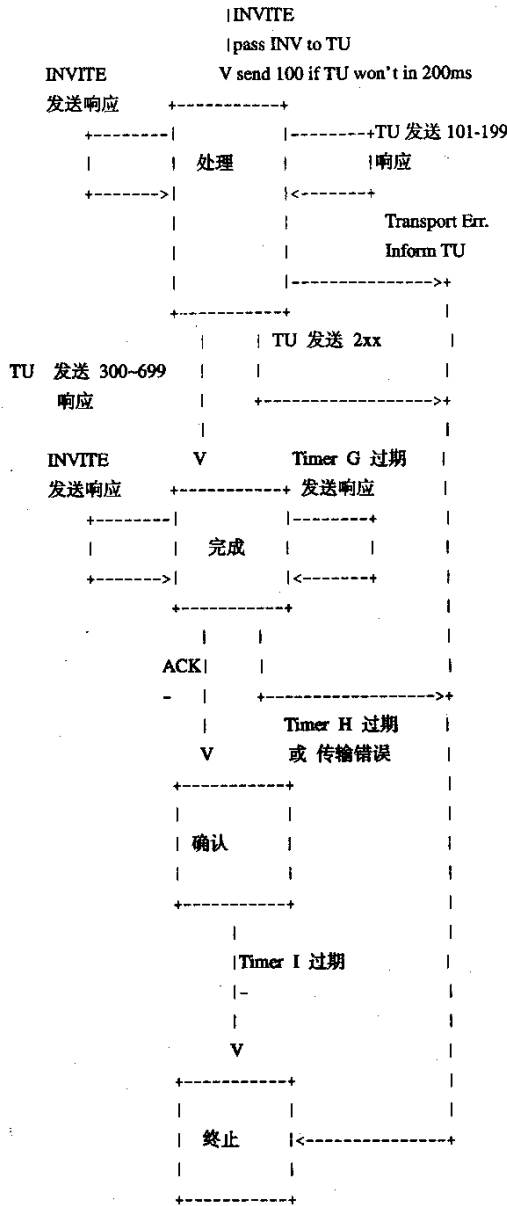 INVITE
pass INV to TU
INVITE V send 100 if TU won't in 200ms
发送响应
TU 发送 101-199
处理 响应
Transport Err.
Inform TU
TU 发送 2xx
TU 发送 300~699
响应
INVITE V Timer G 过期
发送响应 发送响应
完成
ACK
-
Timer H 过期
V 或 传输错误
确认
Timer I 过期
-
V
终止